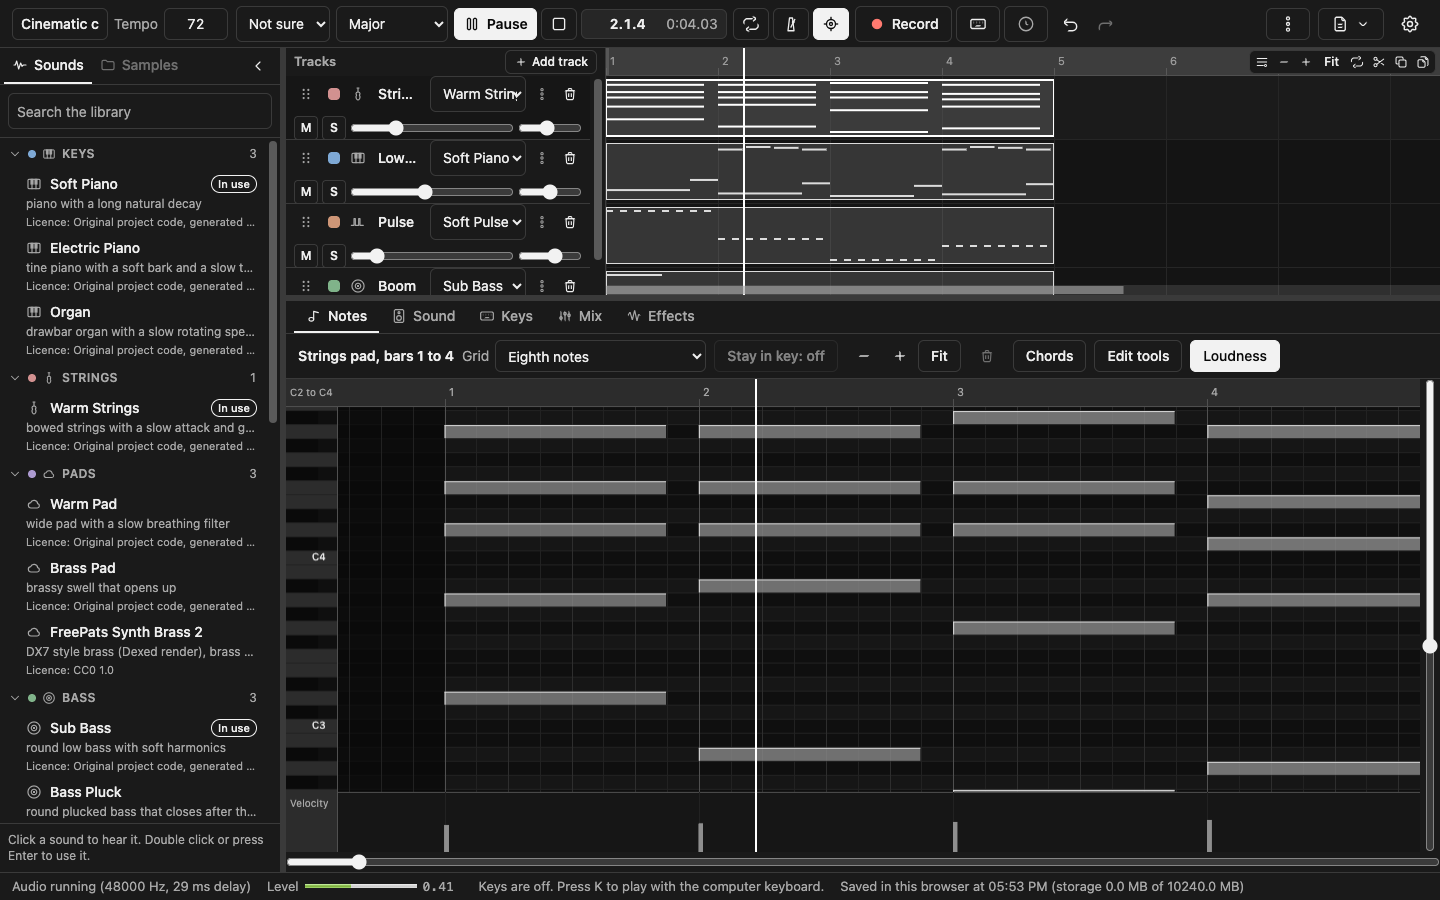 Cinematic c Tempo 72 Not sure Major Pause 2.1.4 0:04.03 Record
Sounds Samples
Search the library
KEYS 3
Soft Piano In use
piano with a long natural decay
Licence: Original project code, generated ...
Electric Piano
tine piano with a soft bark and a slow t...
Licence: Original project code, generated ...
Organ
drawbar organ with a slow rotating spe...
Licence: Original project code, generated ...
STRINGS 1
Warm Strings In use
bowed strings with a slow attack and g...
Licence: Original project code, generated ...
PADS 3
Warm Pad
wide pad with a slow breathing filter
Licence: Original project code, generated ...
Brass Pad
brassy swell that opens up
Licence: Original project code, generated ...
FreePats Synth Brass 2
DX7 style brass (Dexed render), brass ...
Licence: CC0 1.0
BASS 3
Sub Bass In use
round low bass with soft harmonics
Licence: Original project code, generated ...
Bass Pluck
round plucked bass that closes after th...
Click a sound to hear it. Double click or press
Enter to use it.
Tracks + Add track 1 2 3 4 5 6 Fit
Stri... Warm Strin
M S
Low... Soft Piano
M S
Pulse Soft Pulse
M S
Boom Sub Bass
Notes Sound Keys Mix Effects
Strings pad, bars 1 to 4 Grid Eighth notes Stay in key: off − + Fit Chords Edit tools Loudness
C2 to C4 1 2 3 4
C4
C3
Velocity
Audio running (48000 Hz, 29 ms delay) Level 0.41 Keys are off. Press K to play with the computer keyboard. Saved in this browser at 05:53 PM (storage 0.0 MB of 10240.0 MB)